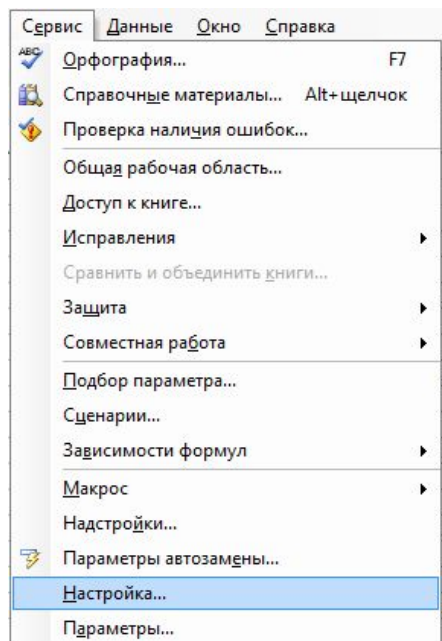 Сервис Данные Окно Справка
ABC Орфография... F7
Справочные материалы... Alt+щелчок
Проверка наличия ошибок...
Общая рабочая область...
Доступ к книге...
Исправления
Сравнить и объединить книги...
Защита
Совместная работа
Подбор параметра...
Сценарии...
Зависимости формул
Макрос
Надстройки...
Параметры автозамены...
Настройка...
Параметры...